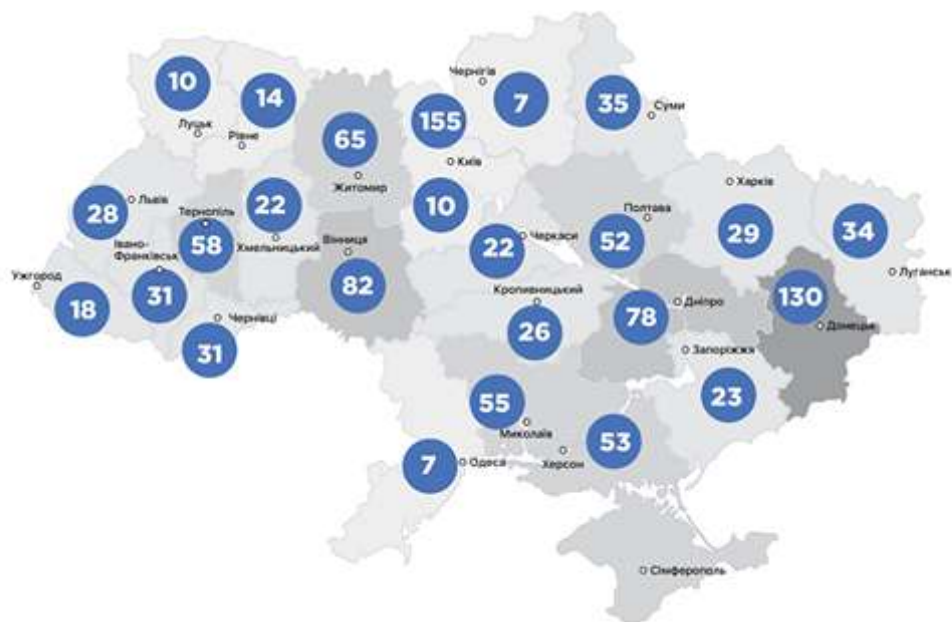 Чернігів
10
14
7
35
Суми
155
Луцьк
Рівне
65
Київ
Житомир
Харків
Львів
22
10
28
Тернопіль
Полтава
Івано-
Франківськ
58
Хмельницький
Вінниця
22
Черкаси
52
29
34
Ужгород
Луганськ
18
31
82
Кропивницький
Дніпро
130
Чернівці
26
78
Донецьк
31
Запоріжжя
55
23
Миколаїв
53
7
Одеса
Херсон
Сімферополь